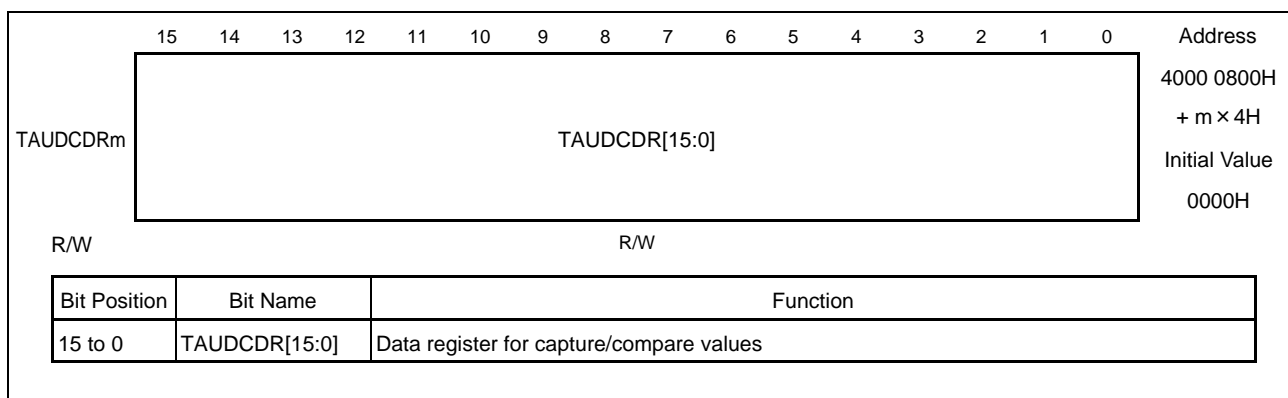 15 14 13 12 11 10 9 8 7 6 5 4 3 2 1 0 Address
4000 0800H
+ m × 4H
TAUDCDRm TAUDCDR[15:0]
Initial Value
0000H
R/W R/W
Bit Position Bit Name Function
15 to 0 TAUDCDR[15:0] Data register for capture/compare values